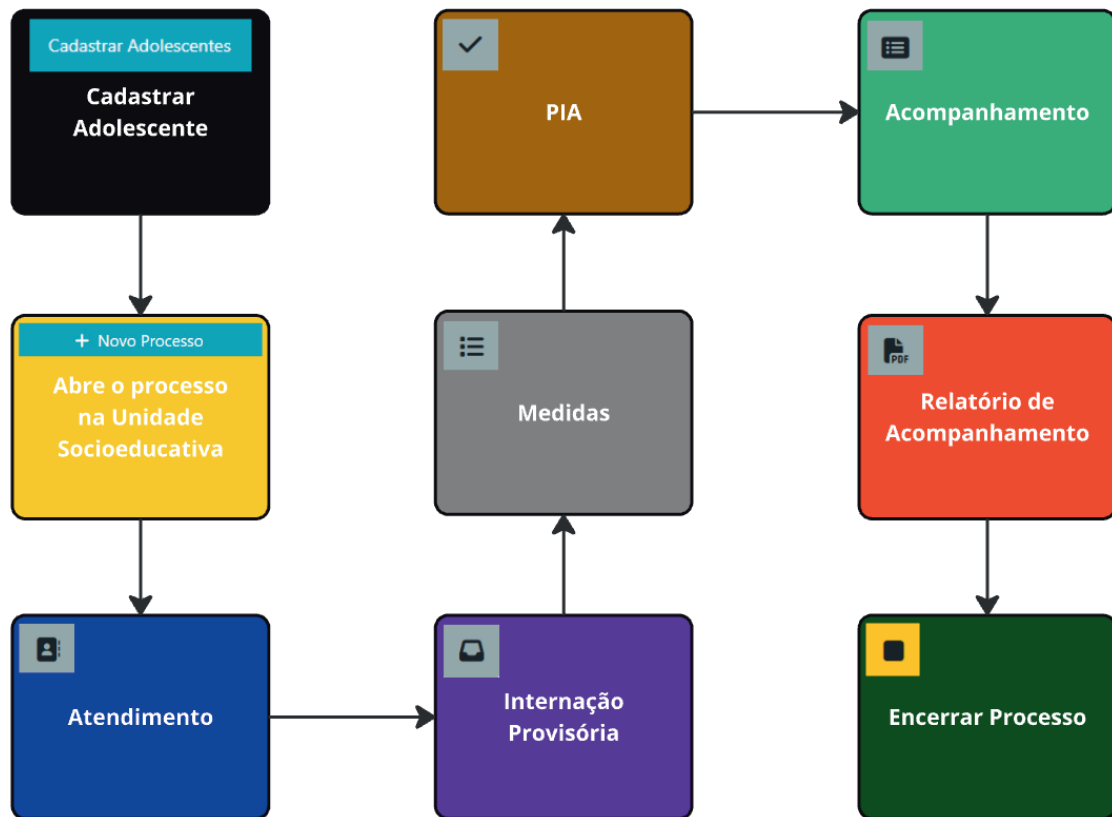 Cadastrar Adolescentes
Cadastrar
Adolescente
+ Novo Processo
Abre o processo
na Unidade
Socioeducativa
Atendimento
Internação
Provisória
Medidas
PIA
Acompanhamento
PDF
Relatório de
Acompanhamento
Encerrar Processo